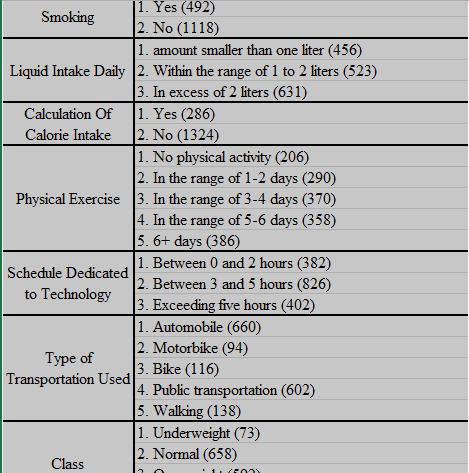 Smoking
1. Yes (492)
2. No (1118)
Liquid Intake Daily
1. amount smaller than one liter (456)
2. Within the range of 1 to 2 liters (523)
3. In excess of 2 liters (631)
Calculation Of
Calorie Intake
1. Yes (286)
2. No (1324)
Physical Exercise
1. No physical activity (206)
2. In the range of 1-2 days (290)
3. In the range of 3-4 days (370)
4. In the range of 5-6 days (358)
5. 6+ days (386)
Schedule Dedicated
to Technology
1. Between 0 and 2 hours (382)
2. Between 3 and 5 hours (826)
3. Exceeding five hours (402)
Type of
Transportation Used
1. Automobile (660)
2. Motorbike (94)
3. Bike (116)
4. Public transportation (602)
5. Walking (138)
Class
1. Underweight (73)
2. Normal (658)